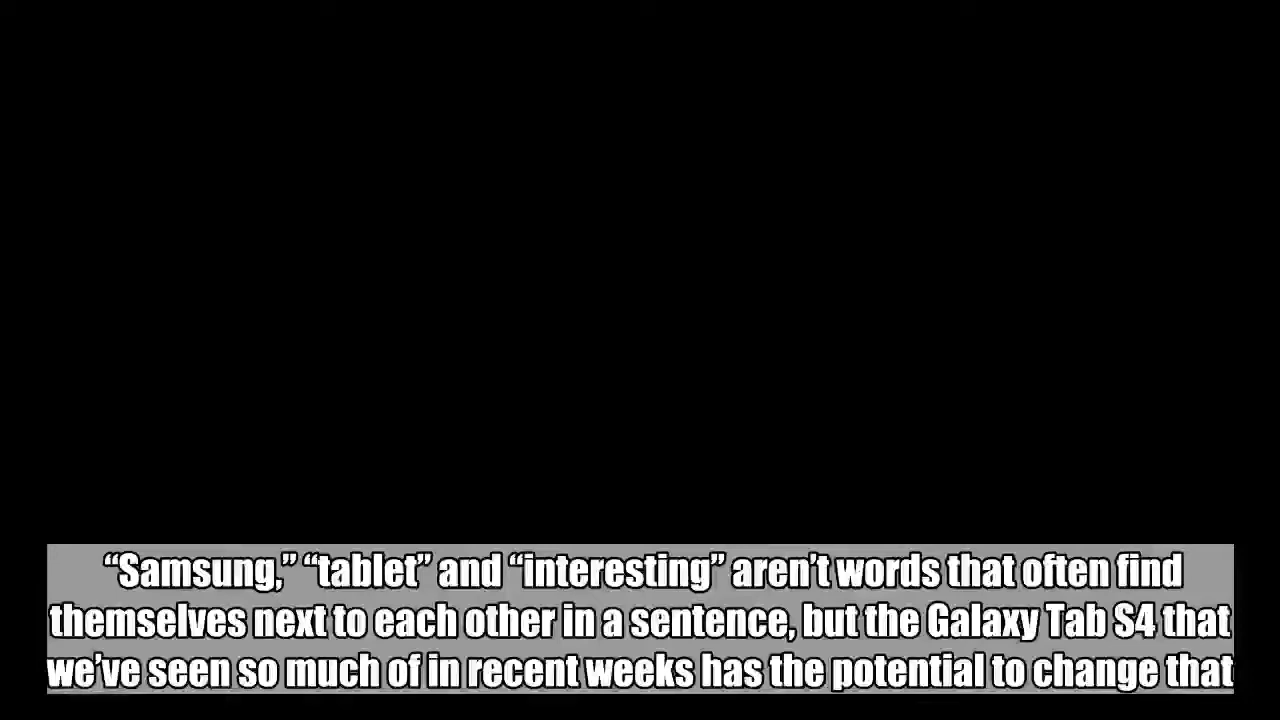 “Samsung,” “tablet” and “interesting” aren’t words that often find
themselves next to each other in a sentence, but the Galaxy Tab S4 that
we’ve seen so much of in recent weeks has the potential to change that